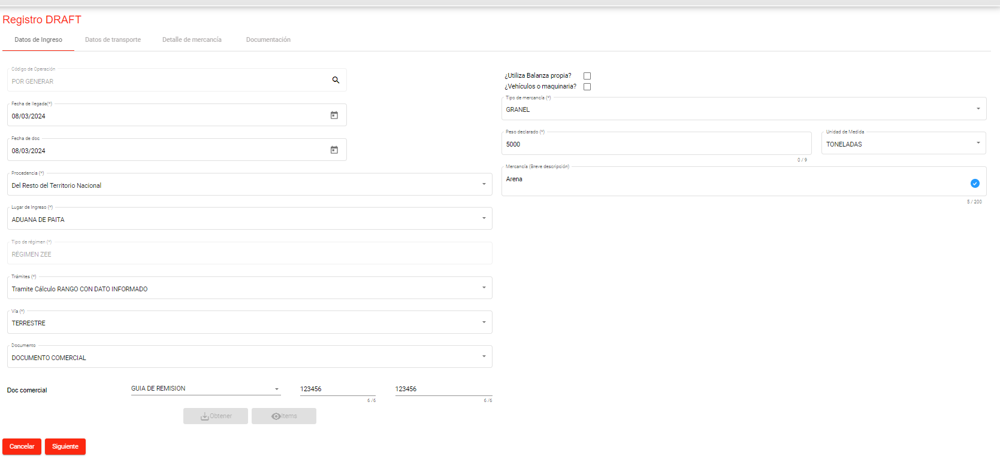 Registro DRAFT
Datos de Ingreso
Datos de transporte
Detalle de mercancía
Documentación
Código de Operación
POR GENERAR
Fecha de llegada(*)
08/03/2024
Fecha de doc
08/03/2024
Procedencia (*)
Del Resto del Territorio Nacional
Lugar de Ingreso (*)
ADUANA DE PAITA
Tipo de régimen (*)
RÉGIMEN ZEE
Trámites (*)
Tramite Cálculo RANGO CON DATO INFORMADO
Vía (*)
TERRESTRE
Documento
DOCUMENTO COMERCIAL
Doc comercial
GUIA DE REMISION
123456
6 /6
123456
6 /6
Obtener
Items
Cancelar
Siguiente
¿Utiliza Balanza propia?
¿Vehículos o maquinaria?
Tipo de mercancía (*)
GRANEL
Peso declarado (*)
5000
0 / 9
Unidad de Medida
TONELADAS
Mercancía (Breve descripción)
Arena
5 / 200